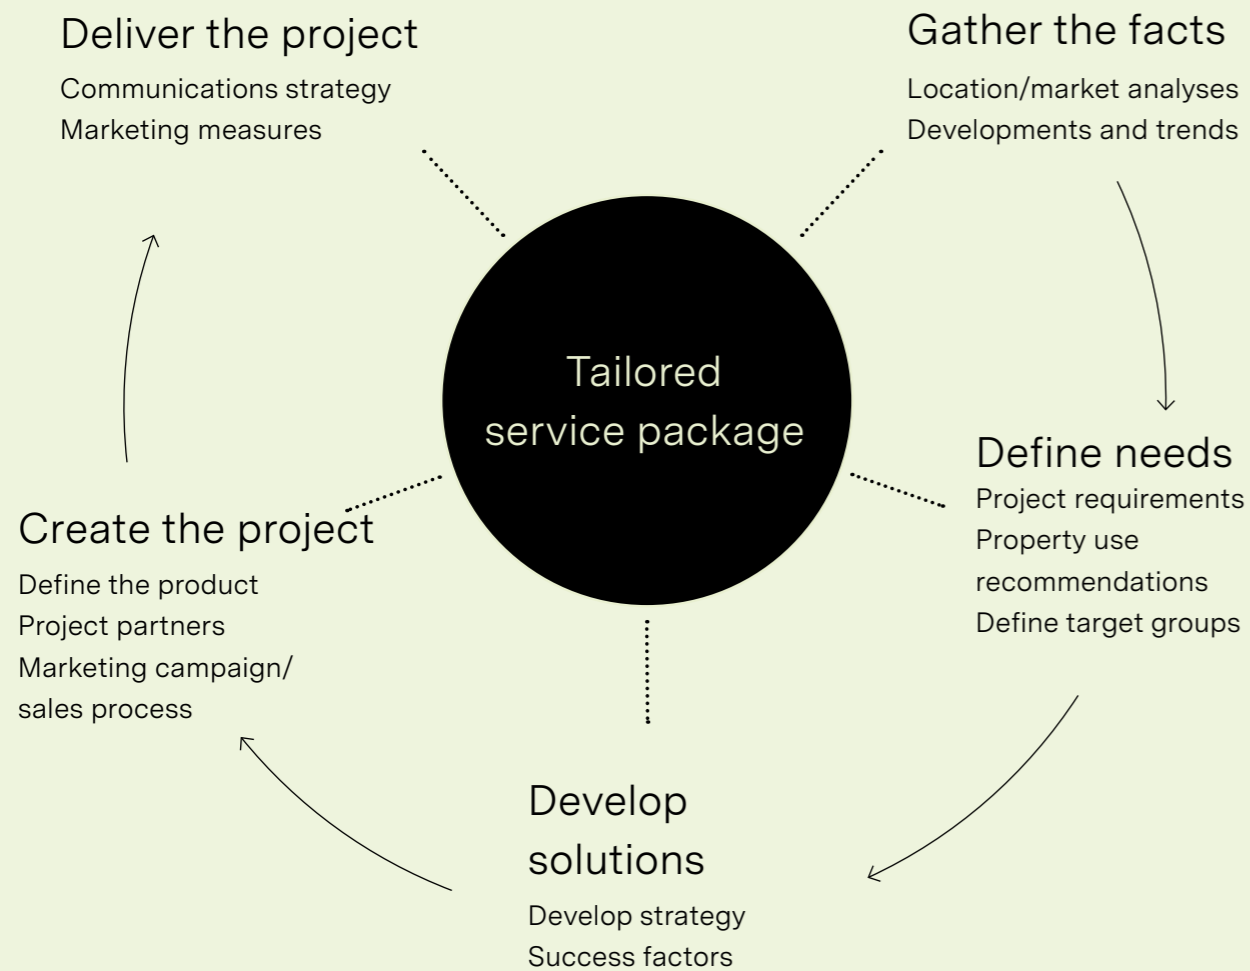 Deliver the project
Communications strategy
Marketing measures
Gather the facts
Location/market analyses
Developments and trends
Tailored
service package
Define needs
Project requirements
Property use
recommendations
Define target groups
Create the project
Define the product
Project partners
Marketing campaign/
sales process
Develop
solutions
Develop strategy
Success factors